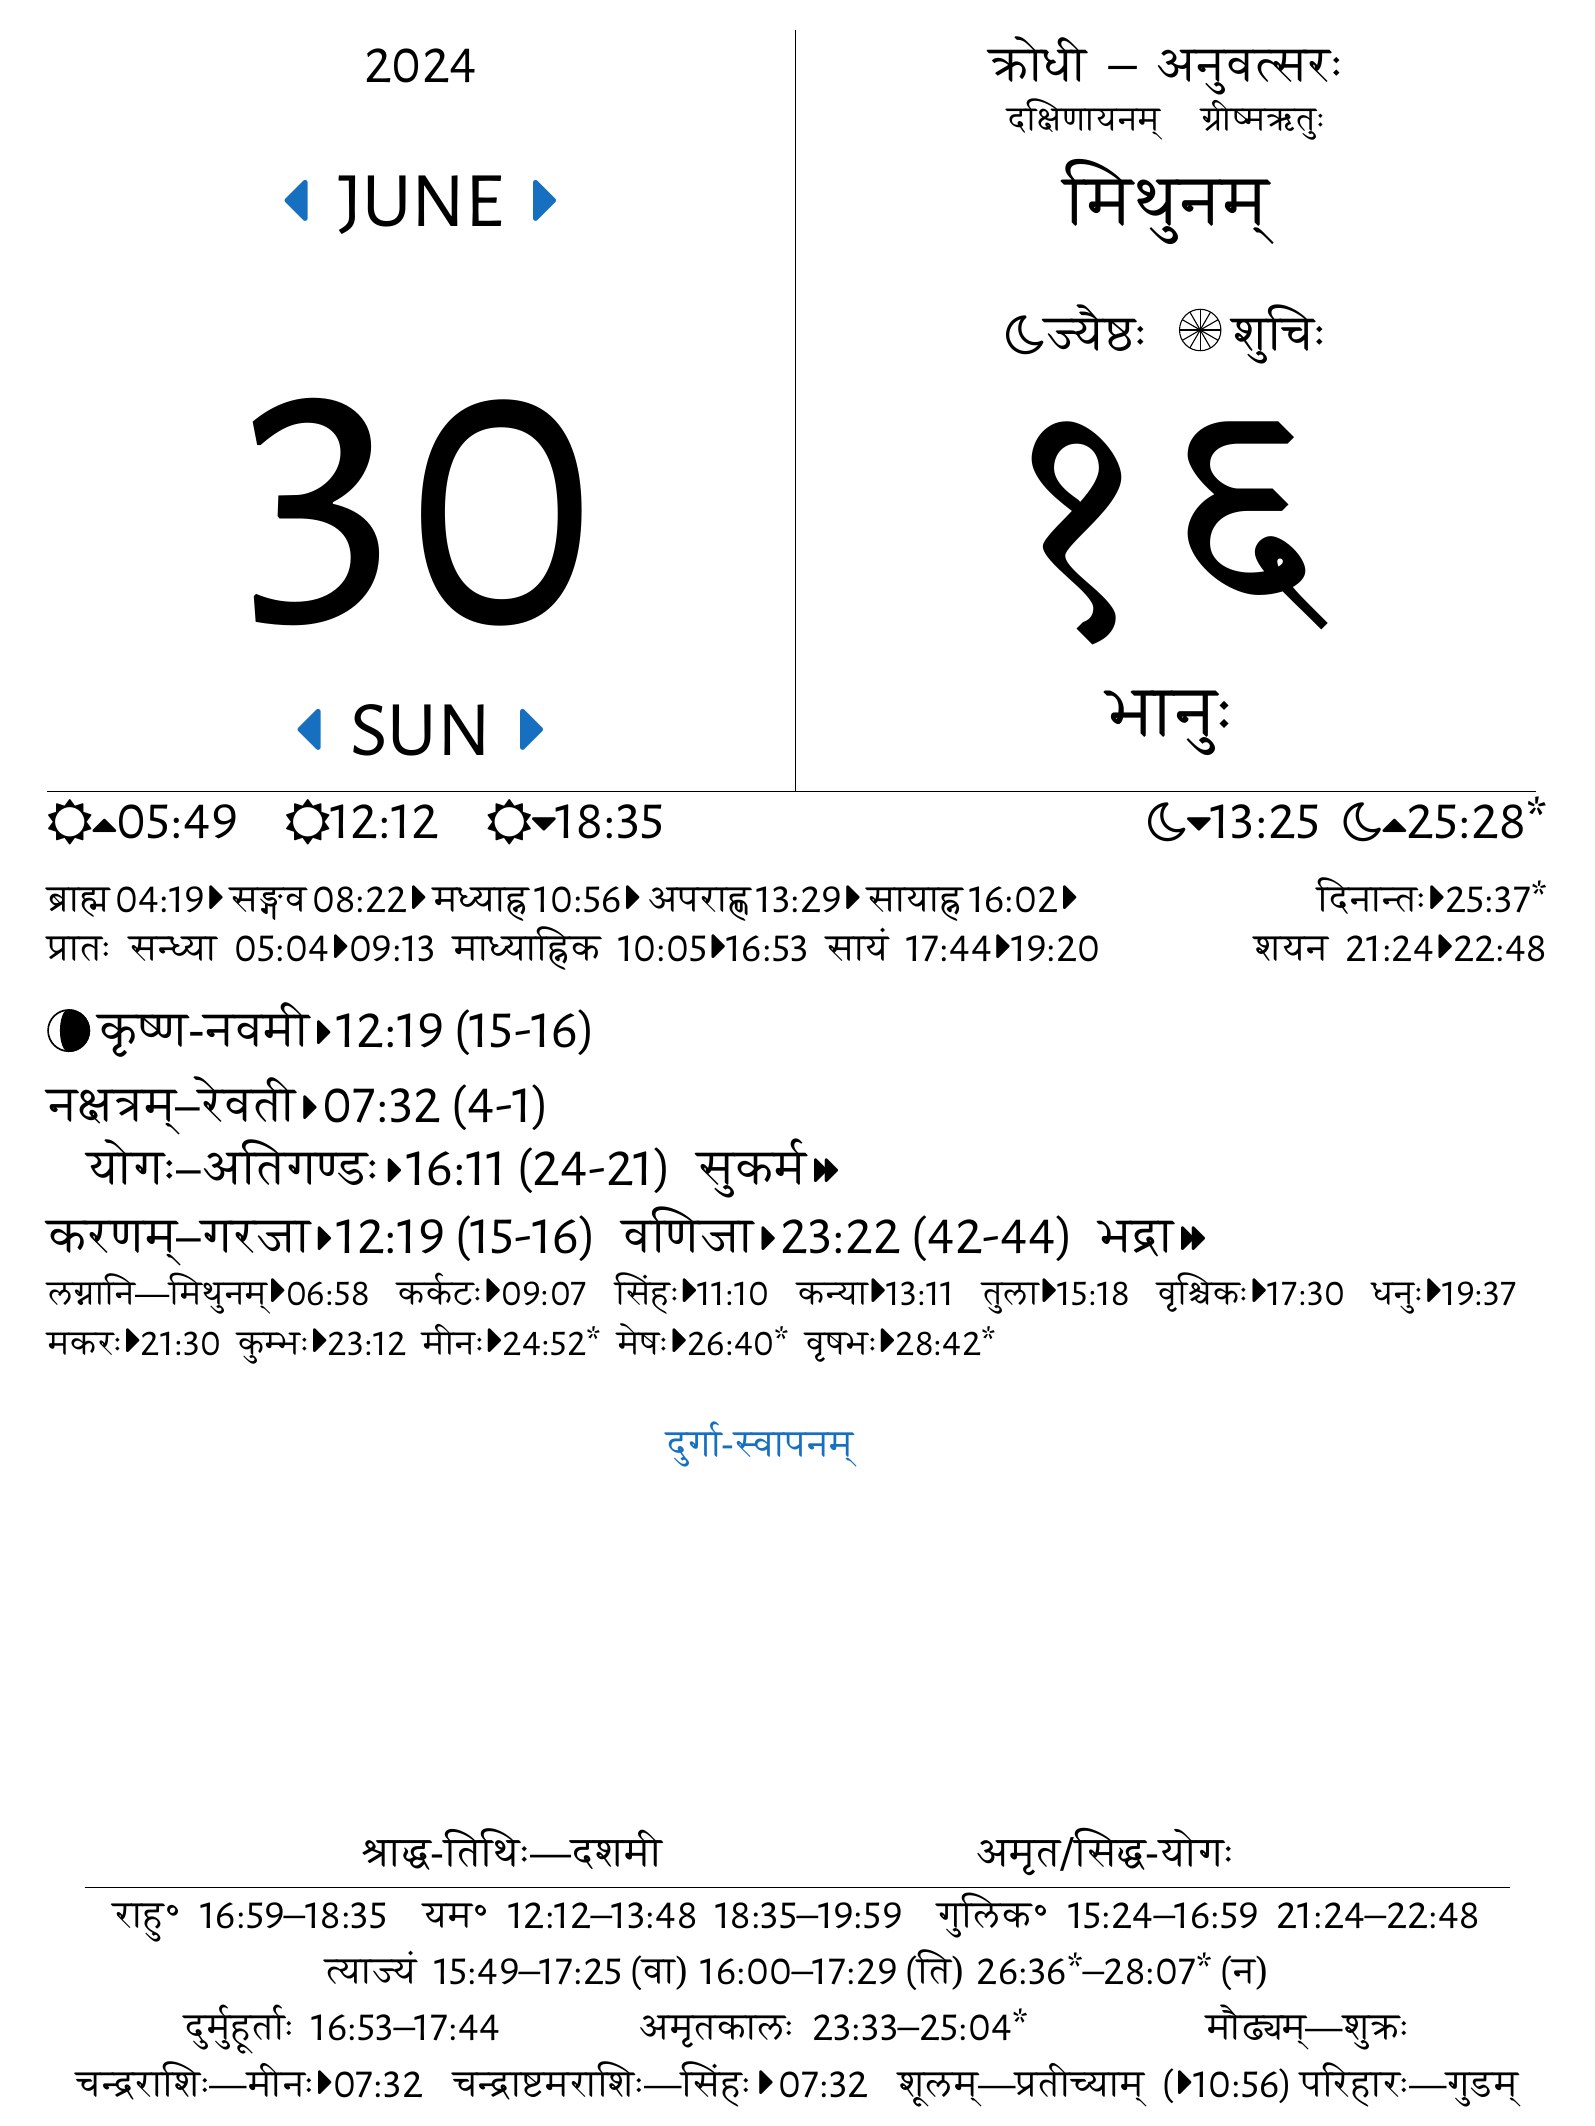 2024
JUNE
30
SUN
क्रोधी – अनुवत्सरः
दक्षिणायनम् ग्रीष्मऋतुः
मिथुनम्
ज्यैष्ठः शुचिः
१६
भानुः
05:49 12:12 18:35 13:25 25:28*
ब्राह्म 04:19 सङ्गव 08:22 मध्याह्न 10:56 अपराह्ण 13:29 सायाह्न 16:02 दिनान्तः 25:37*
प्रातः सन्ध्या 05:04 09:13 माध्याह्निक 10:05 16:53 सायं 17:44 19:20 शयन 21:24 22:48
कृष्ण-नवमी 12:19 (15-16)
नक्षत्रम्–रेवती 07:32 (4-1)
योगः–अतिगण्डः 16:11 (24-21) सुकर्म
करणम्–गरजा 12:19 (15-16) वणिजा 23:22 (42-44) भद्रा
लग्नानि—मिथुनम् 06:58 कर्कटः 09:07 सिंहः 11:10 कन्या 13:11 तुला 15:18 वृश्चिकः 17:30 धनुः 19:37
मकरः 21:30 कुम्भः 23:12 मीनः 24:52* मेषः 26:40* वृषभः 28:42*
दुर्गा-स्वापनम्
श्राद्ध-तिथिः—दशमी अमृत/सिद्ध-योगः
राहु॰ 16:59–18:35 यम॰ 12:12–13:48 18:35–19:59 गुलिक॰ 15:24–16:59 21:24–22:48
त्याज्यं 15:49–17:25 (वा) 16:00–17:29 (ति) 26:36*–28:07* (न)
दुर्मुहूर्ताः 16:53–17:44 अमृतकालः 23:33–25:04* मौढ्यम्—शुक्रः
चन्द्रराशिः—मीनः 07:32 चन्द्राष्टमराशिः—सिंहः 07:32 शूलम्—प्रतीच्याम् (10:56) परिहारः—गुडम्